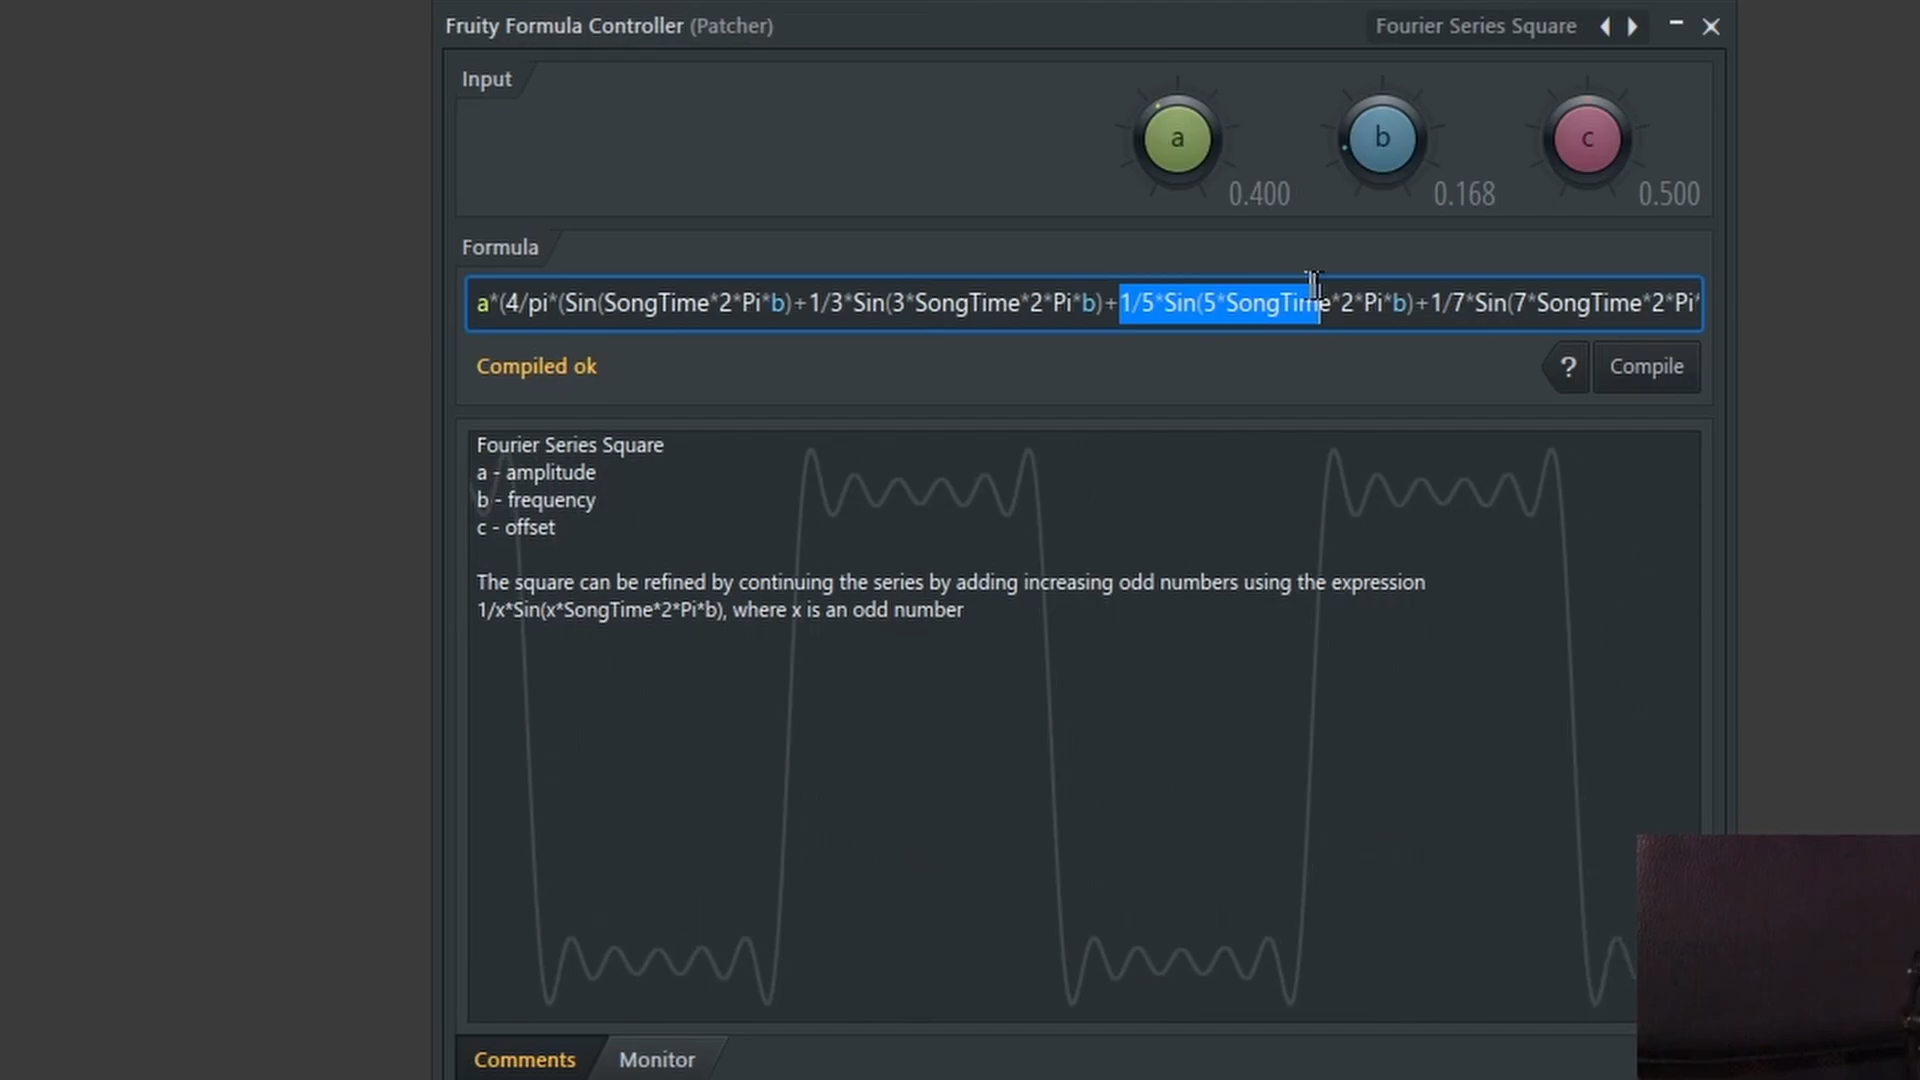 Fruity Formula Controller (Patcher)
Fourier Series Square
Input
a
b
c
0.400
0.168
0.500
Formula
a*(4/pi*(Sin(SongTime*2*Pi*b)+1/3*Sin(3*SongTime*2*Pi*b)+1/5*Sin(5*SongTime*2*Pi*b)+1/7*Sin(7*SongTime*2*Pi*
Compiled ok
?
Compile
Fourier Series Square
a - amplitude
b - frequency
c - offset
The square can be refined by continuing the series by adding increasing odd numbers using the expression
1/x*Sin(x*SongTime*2*Pi*b), where x is an odd number
Comments
Monitor